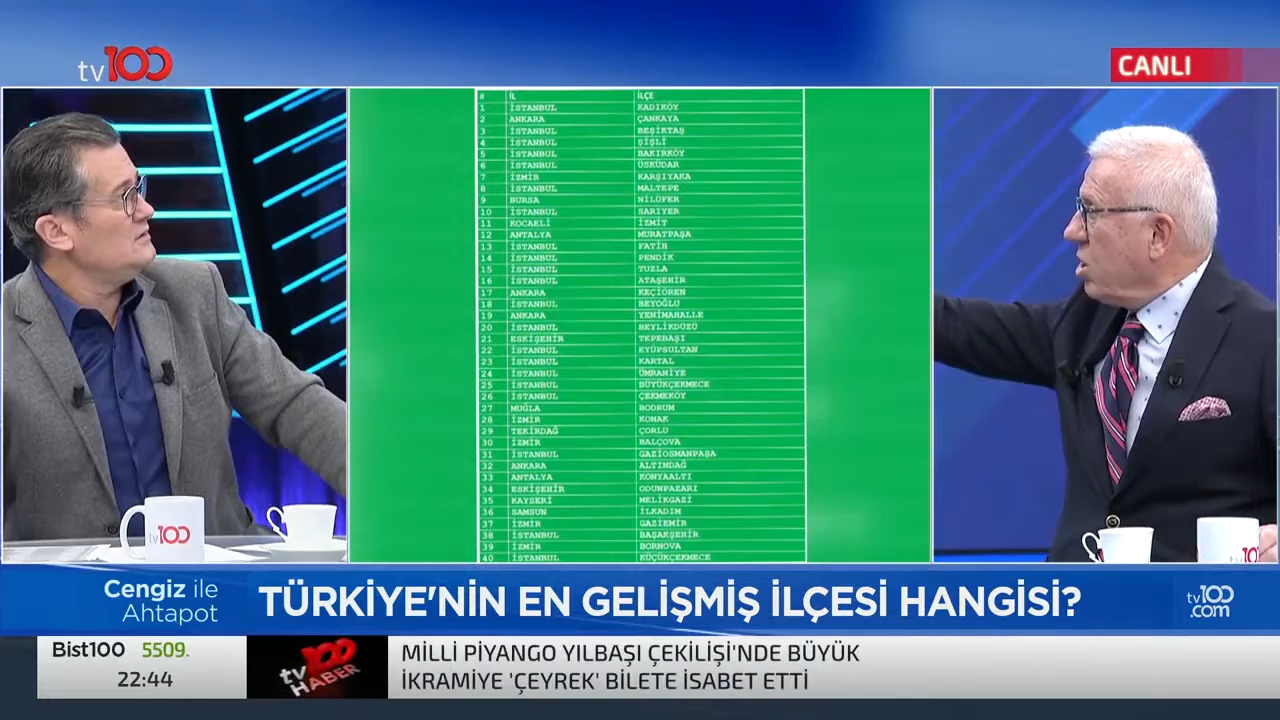 tv100
CANLI
# İL İLÇE
1 İSTANBUL KADIKÖY
2 ANKARA ÇANKAYA
3 İSTANBUL BEŞİKTAŞ
4 İSTANBUL ŞİŞLİ
5 İSTANBUL BAKIRKÖY
6 İSTANBUL ÜSKÜDAR
7 İZMİR KARŞIYAKA
8 İSTANBUL MALTEPE
9 BURSA NİLÜFER
10 İSTANBUL SARIYER
11 KOCAELİ İZMİT
12 ANTALYA MURATPAŞA
13 İSTANBUL FATİH
14 İSTANBUL PENDİK
15 İSTANBUL TUZLA
16 İSTANBUL ATAŞEHİR
17 ANKARA KEÇİÖREN
18 İSTANBUL BEYOĞLU
19 ANKARA YENİMAHALLE
20 İSTANBUL BEYLİKDÜZÜ
21 ESKİŞEHİR TEPEBAŞI
22 İSTANBUL EYÜPSULTAN
23 İSTANBUL KARTAL
24 İSTANBUL ÜMRANİYE
25 İSTANBUL BÜYÜKÇEKMECE
26 İSTANBUL ÇEKMEKÖY
27 MUĞLA BODRUM
28 İZMİR KONAK
29 TEKİRDAĞ ÇORLU
30 İZMİR BALÇOVA
31 İSTANBUL GAZİOSMANPAŞA
32 ANKARA ALTINDAĞ
33 ANTALYA KONYAALTI
34 ESKİŞEHİR ODUNPAZARI
35 KAYSERİ MELİKGAZİ
36 SAMSUN İLKADIM
37 İZMİR GAZİEMİR
38 İSTANBUL BAŞAKŞEHİR
39 İZMİR BORNOVA
40 İSTANBUL KÜÇÜKÇEKMECE
tv100
tv10
Cengiz ile
Ahtapot
TÜRKİYE'NİN EN GELİŞMİŞ İLÇESİ HANGİSİ?
tv100
.com
Bist100 5509.
22:44
tv100
HABER
MİLLİ PİYANGO YILBAŞI ÇEKİLİŞİ'NDE BÜYÜK
İKRAMİYE 'ÇEYREK' BİLETE İSABET ETTİ